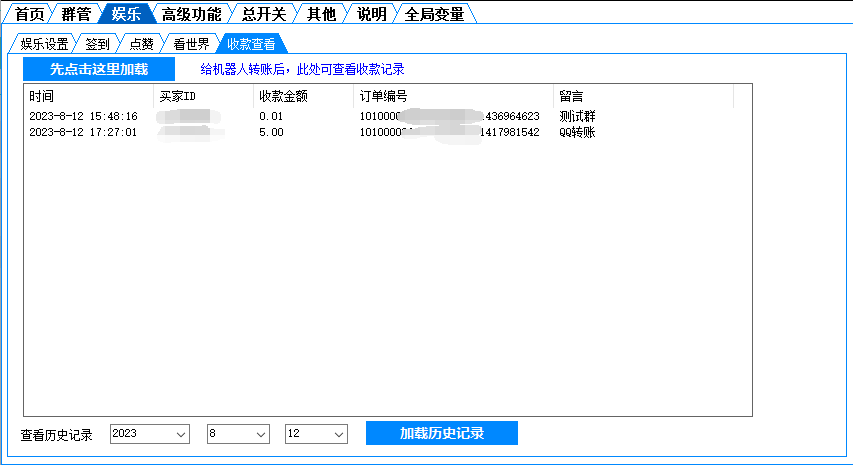 首页 群管 娱乐 高级功能 总开关 其他 说明 全局变量
娱乐设置 签到 点赞 看世界 收款查看
先点击这里加载 给机器人转账后，此处可查看收款记录
时间 买家ID 收款金额 订单编号 留言
2023-8-12 15:48:16 0.01 101000 436964623 测试群
2023-8-12 17:27:01 5.00 1010000 1417981542 QQ转账
查看历史记录 2023 8 12 加载历史记录